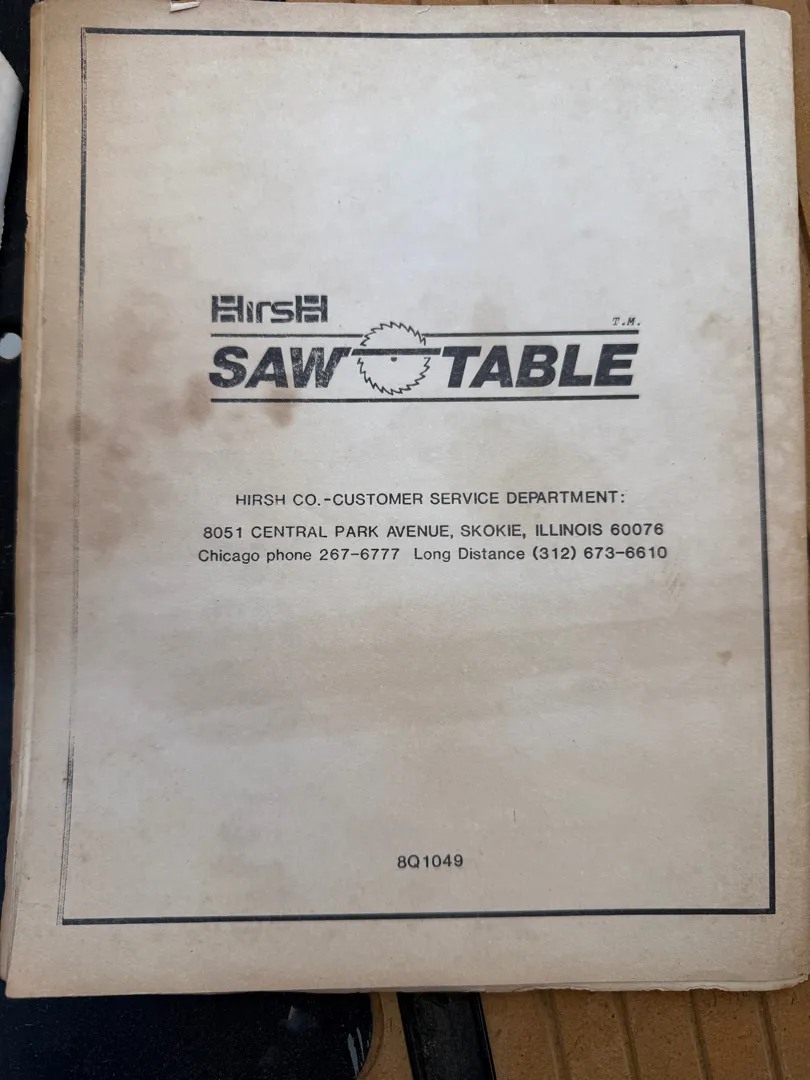 HirsH
T.M.
SAW TABLE
HIRSH CO.-CUSTOMER SERVICE DEPARTMENT:
8051 CENTRAL PARK AVENUE, SKOKIE, ILLINOIS 60076
Chicago phone 267-6777 Long Distance (312) 673-6610
8Q1049